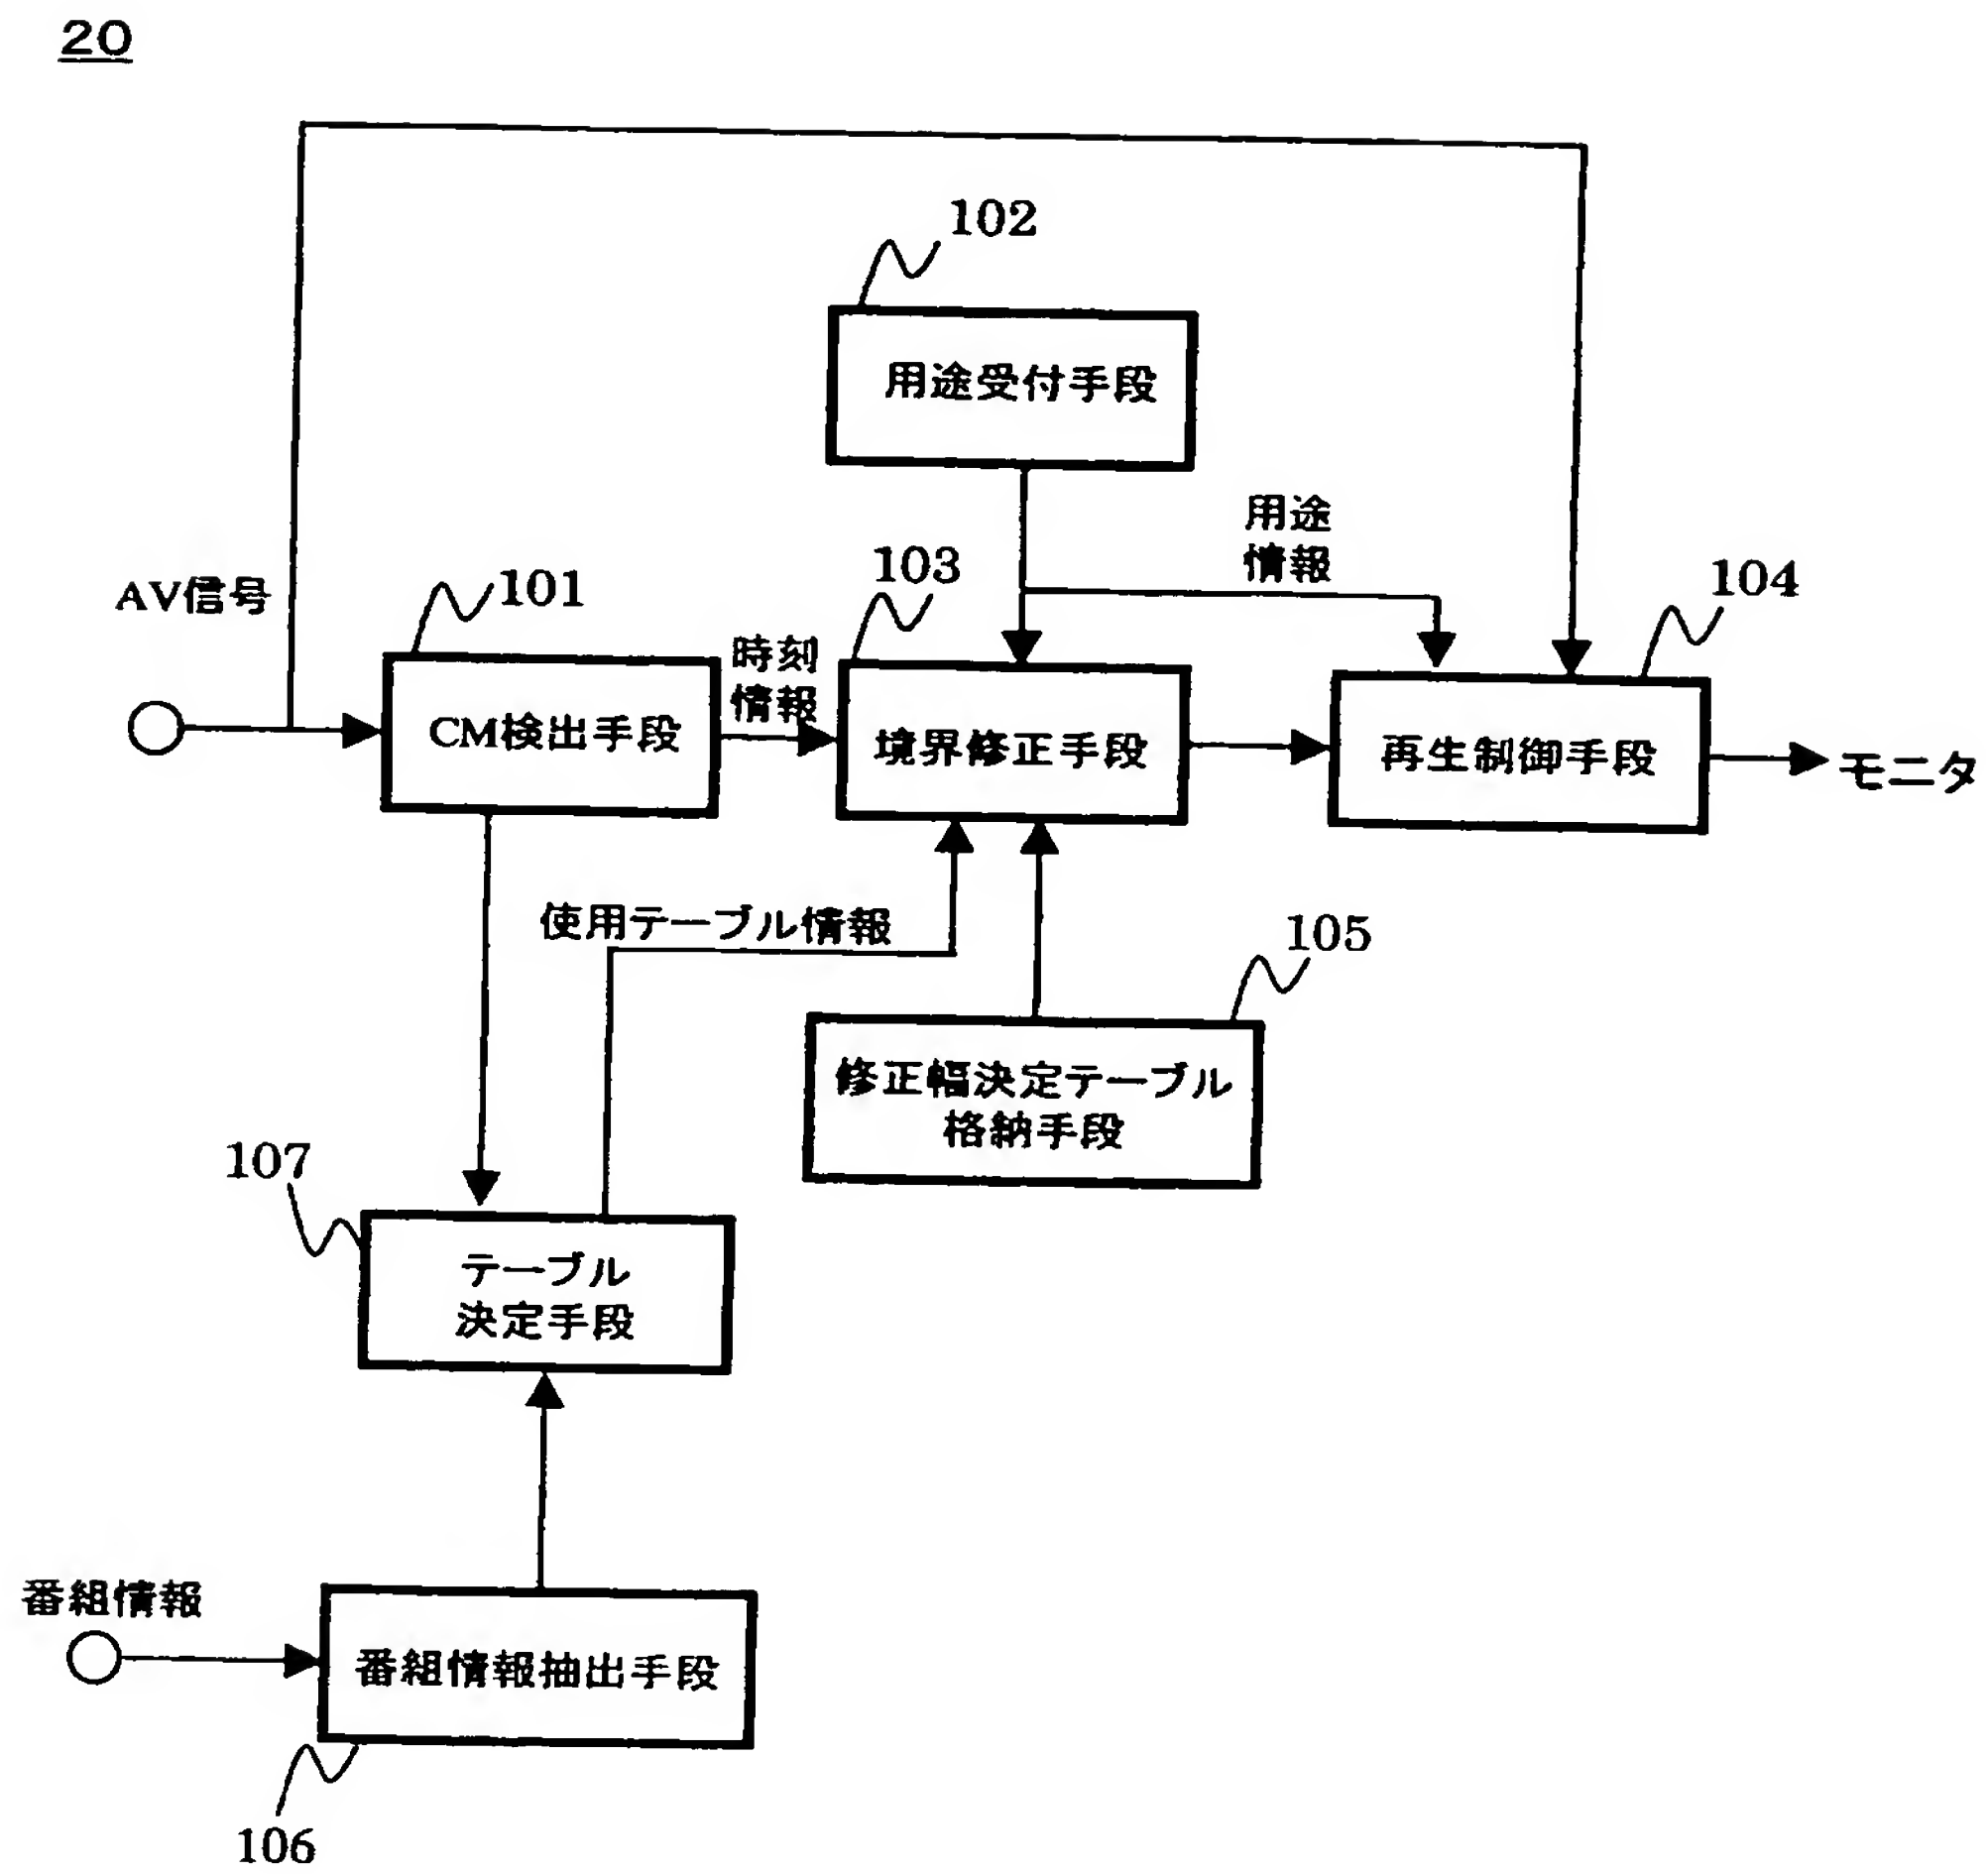 20
102
用途受付手段
用途
情報
AV信号
101
103
104
時刻
情報
CM検出手段
境界修正手段
再生制御手段
モニタ
使用テーブル情報
105
修正幅決定テーブル
格納手段
107
テーブル
決定手段
番組情報
番組情報抽出手段
106